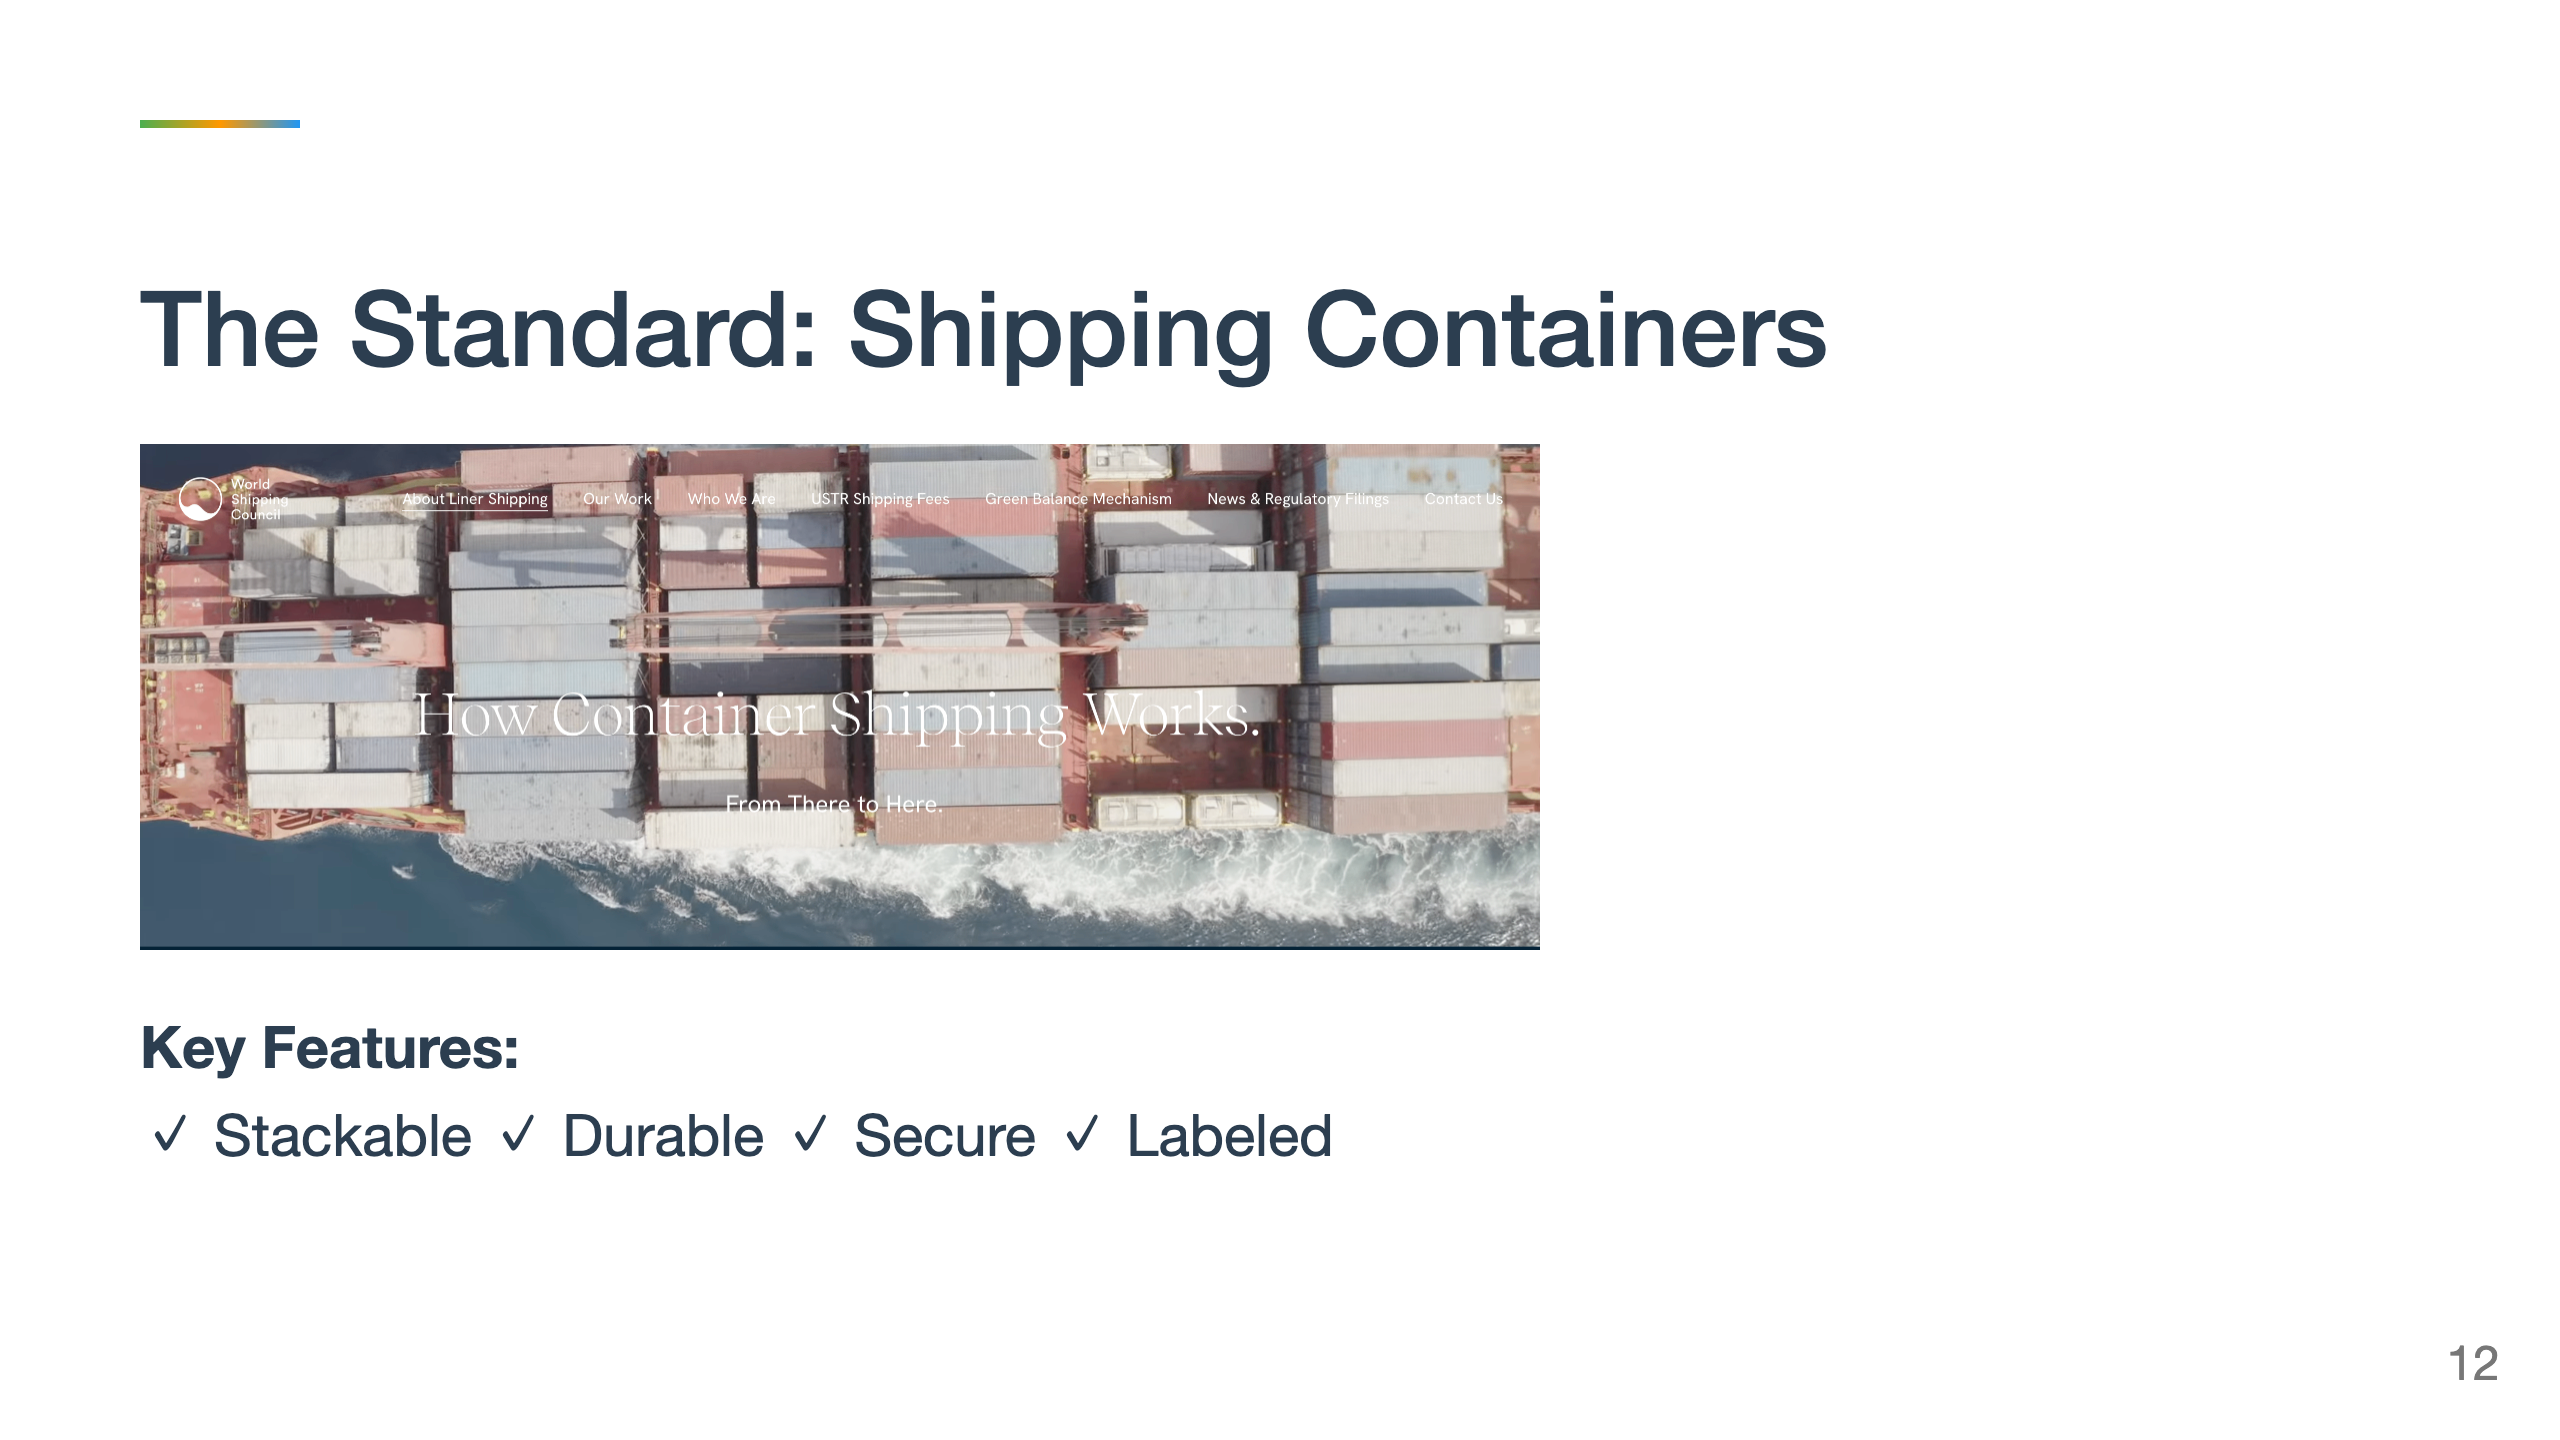 The Standard: Shipping Containers
World
Shipping
Council
About Liner Shipping Our Work Who We Are USTR Shipping Fees Green Balance Mechanism News & Regulatory Filings Contact Us
How Container Shipping Works.
From There to Here.
Key Features:
✓ Stackable ✓ Durable ✓ Secure ✓ Labeled
12